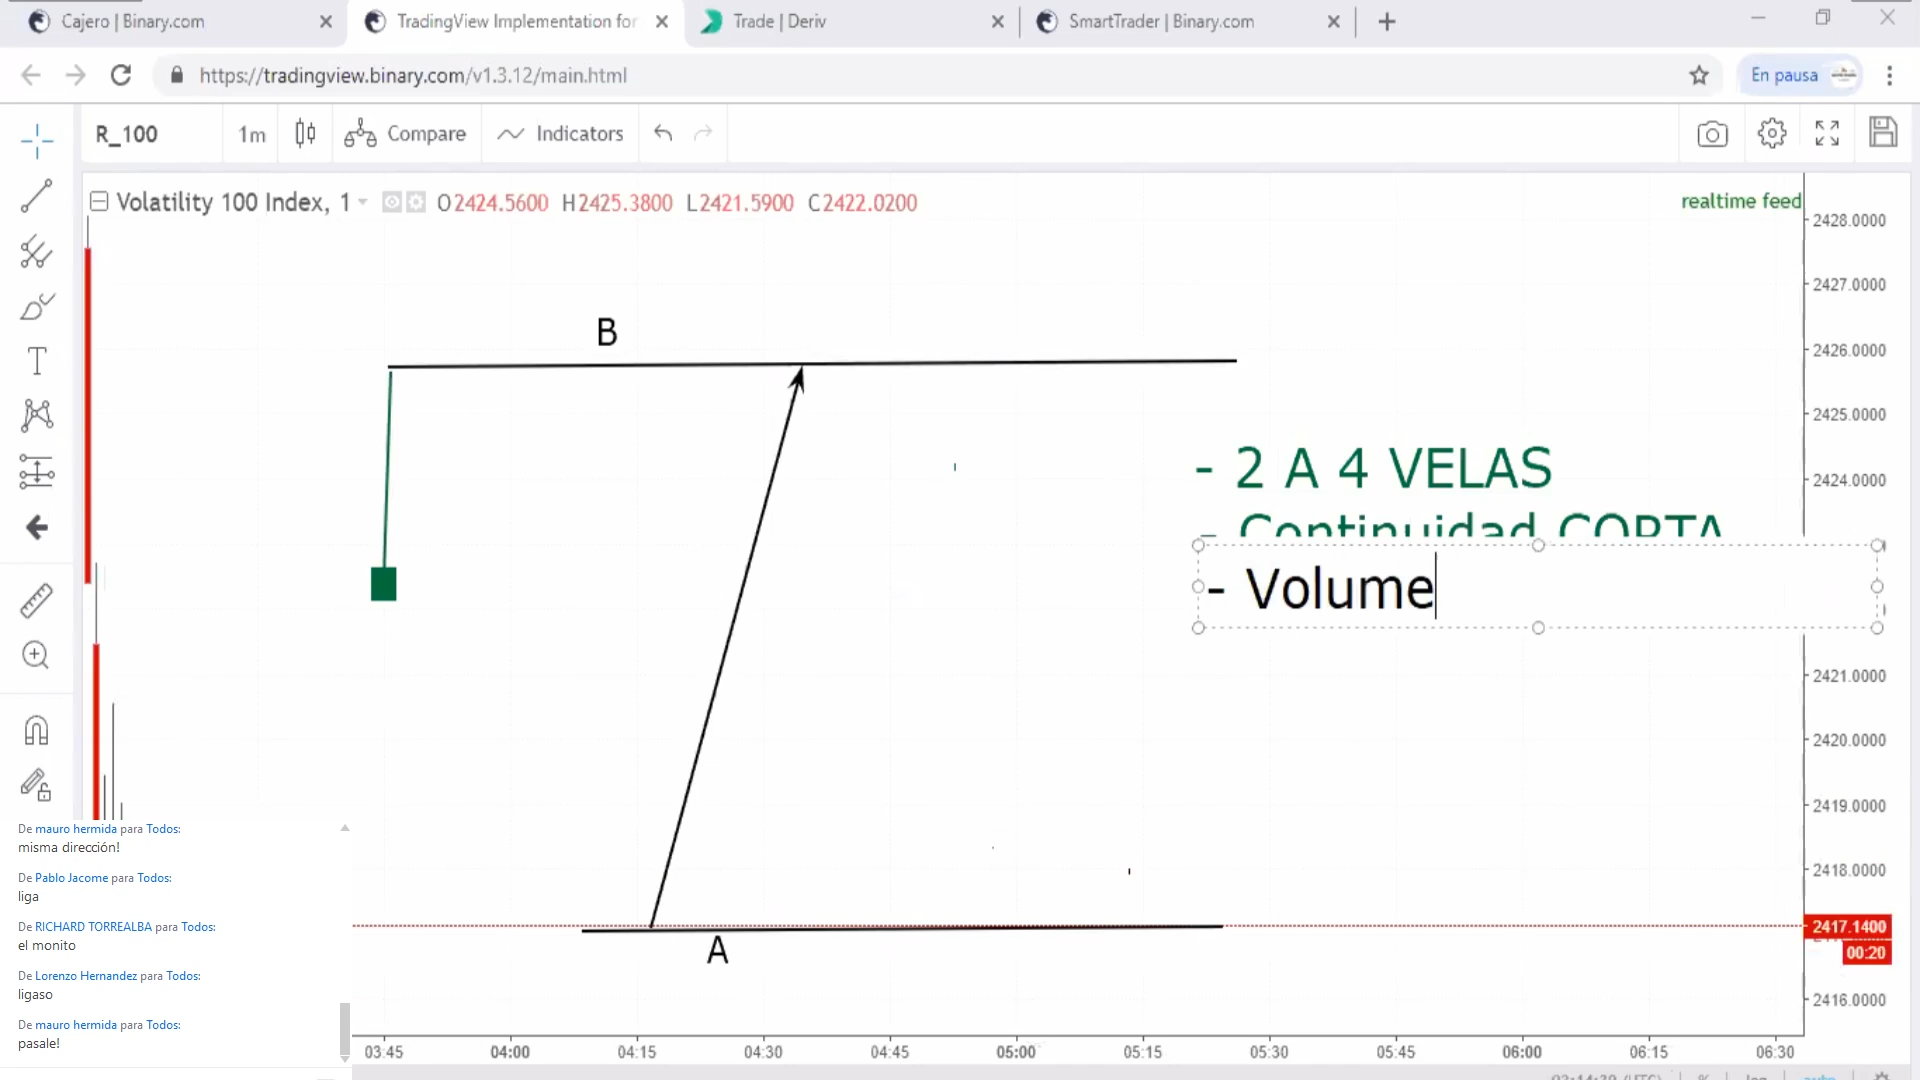 Cajero | Binary.com
TradingView Implementation for
Trade | Deriv
SmartTrader | Binary.com
https://tradingview.binary.com/v1.3.12/main.html
En pausa
R_100
1m
Compare
Indicators
Volatility 100 Index, 1
O2424.5600 H2425.3800 L2421.5900 C2422.0200
realtime feed
2428.0000
2427.0000
B
2426.0000
2425.0000
- 2 A 4 VELAS
2424.0000
- Continuidad CORTA
- Volume
2421.0000
2420.0000
2419.0000
2418.0000
2417.1400
00:20
A
2416.0000
De mauro hermida para Todos:
misma dirección!
De Pablo Jacome para Todos:
liga
De RICHARD TORREALBA para Todos:
el monito
De Lorenzo Hernandez para Todos:
ligaso
De mauro hermida para Todos:
pasale!
03:45 04:00 04:15 04:30 04:45 05:00 05:15 05:30 05:45 06:00 06:15 06:30